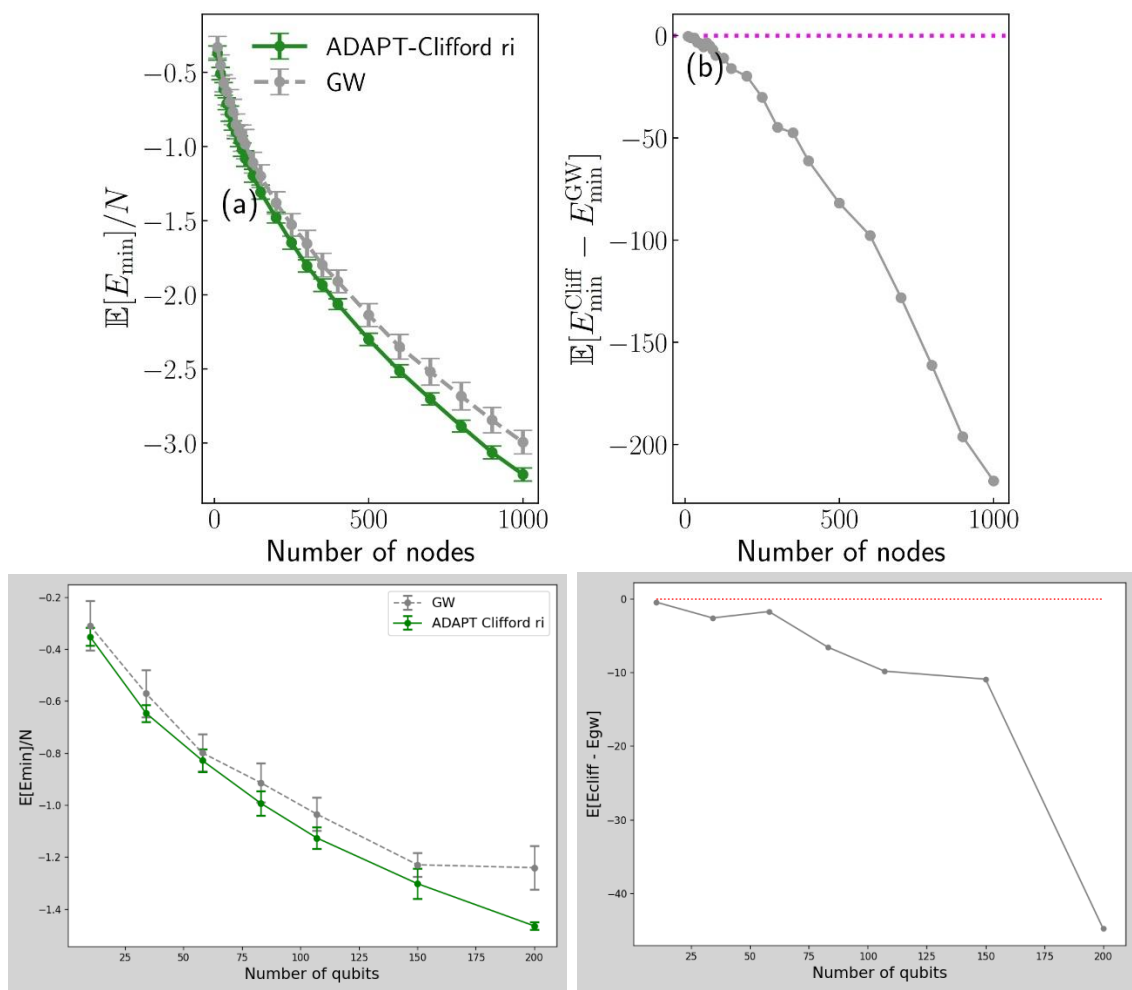 −0.5
−1.0
−1.5
−2.0
−2.5
−3.0
𝔼[E_min]/N
ADAPT-Clifford ri
GW
(a)
0 500 1000
Number of nodes
0
−50
−100
−150
−200
𝔼[E_min^Cliff − E_min^GW]
(b)
0 500 1000
Number of nodes
−0.2
−0.4
−0.6
−0.8
−1.0
−1.2
−1.4
E[Emin]/N
GW
ADAPT Clifford ri
25 50 75 100 125 150 175 200
Number of qubits
0
−10
−20
−30
−40
E[Ecliff - Egw]
25 50 75 100 125 150 175 200
Number of qubits